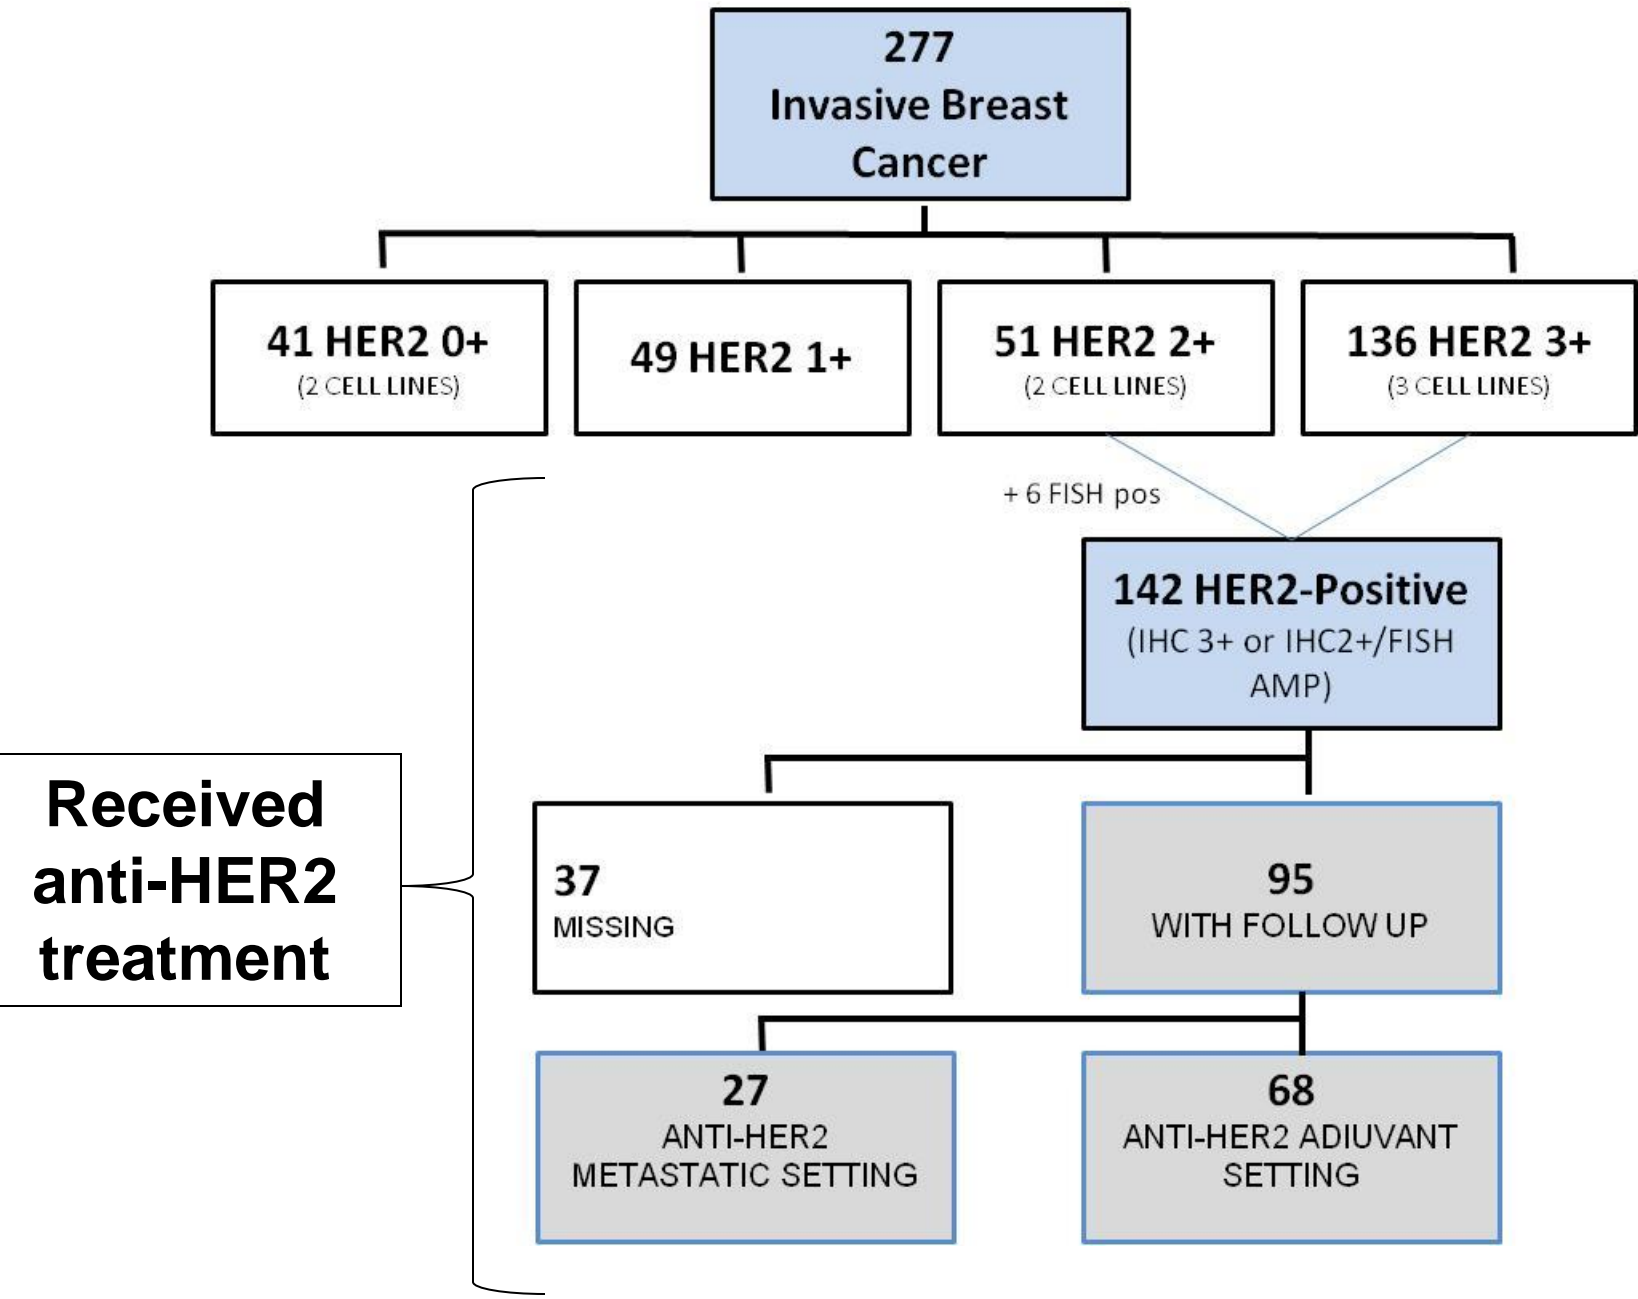 277
Invasive Breast
Cancer
41 HER2 0+
(2 CELL LINES)
49 HER2 1+
51 HER2 2+
(2 CELL LINES)
136 HER2 3+
(3 CELL LINES)
+ 6 FISH pos
142 HER2-Positive
(IHC 3+ or IHC2+/FISH
AMP)
Received
anti-HER2
treatment
37
MISSING
95
WITH FOLLOW UP
27
ANTI-HER2
METASTATIC SETTING
68
ANTI-HER2 ADIUVANT
SETTING